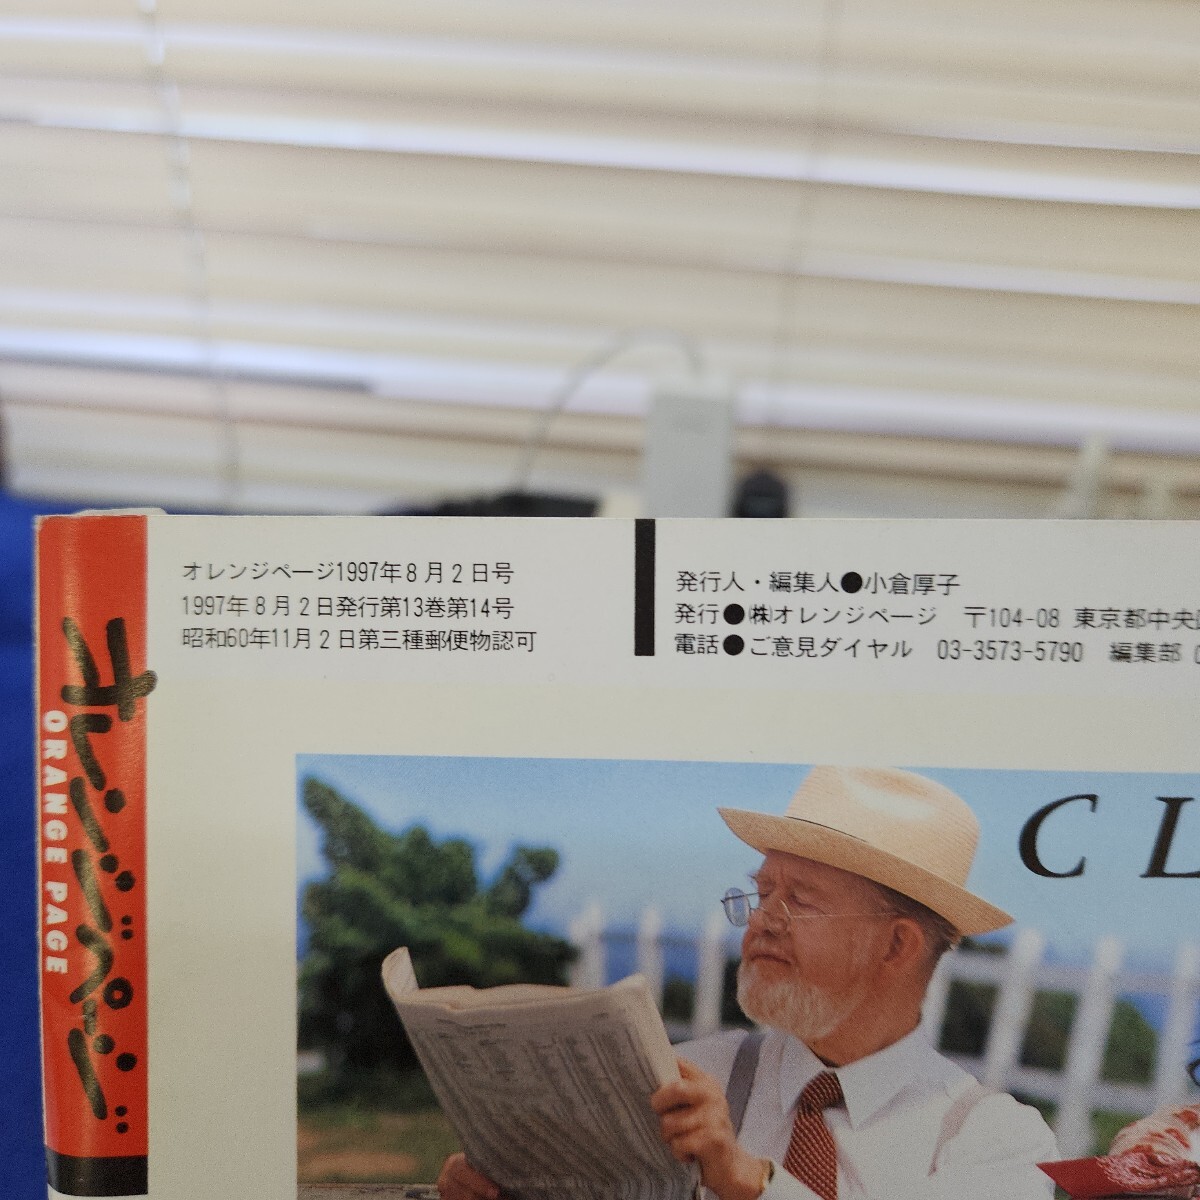 オレンジページ1997年8月2日号
1997年8月2日発行第13巻第14号
昭和60年11月2日第三種郵便物認可
発行人・編集人●小倉厚子
発行●㈱オレンジページ　〒104-08 東京都中央
電話●ご意見ダイヤル　03-3573-5790　編集部
オレンジページ
ORANGE PAGE
CL